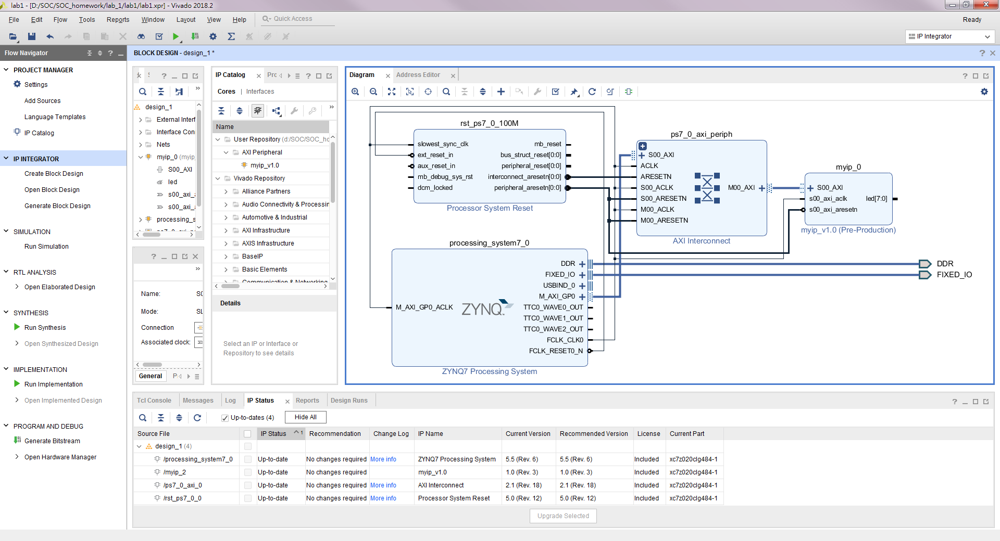 lab1 - [D:/SOC/SOC_homework/lab_1/lab1/lab1.xpr] - Vivado 2018.2
File Edit Flow Tools Reports Window Layout View Help
Quick Access
Ready
IP Integrator
Flow Navigator
PROJECT MANAGER
Settings
Add Sources
Language Templates
IP Catalog
IP INTEGRATOR
Create Block Design
Open Block Design
Generate Block Design
SIMULATION
Run Simulation
RTL ANALYSIS
Open Elaborated Design
SYNTHESIS
Run Synthesis
Open Synthesized Design
IMPLEMENTATION
Run Implementation
Open Implemented Design
PROGRAM AND DEBUG
Generate Bitstream
Open Hardware Manager
BLOCK DESIGN - design_1 *
design_1
External Interf
Interface Con
Nets
myip_0 (myip_
S00_AXI
led
s00_axi_
s00_axi_
processing_s
Name: S0
Mode: SL
Connection
Associated clock:
General
IP Catalog
Cores | Interfaces
Name
User Repository (d:/SOC/SOC_ho
AXI Peripheral
myip_v1.0
Vivado Repository
Alliance Partners
Audio Connectivity & Processin
Automotive & Industrial
AXI Infrastructure
AXIS Infrastructure
BaseIP
Basic Elements
Communication & Networking
Details
Select an IP or Interface or
Repository to see details
Diagram Address Editor
rst_ps7_0_100M
slowest_sync_clk mb_reset
ext_reset_in bus_struct_reset[0:0]
aux_reset_in peripheral_reset[0:0]
mb_debug_sys_rst interconnect_aresetn[0:0]
dcm_locked peripheral_aresetn[0:0]
Processor System Reset
ps7_0_axi_periph
S00_AXI
ACLK
ARESETN
S00_ACLK M00_AXI
S00_ARESETN
M00_ACLK
M00_ARESETN
AXI Interconnect
myip_0
S00_AXI
s00_axi_aclk led[7:0]
s00_axi_aresetn
myip_v1.0 (Pre-Production)
processing_system7_0
DDR
FIXED_IO
USBIND_0
M_AXI_GP0
M_AXI_GP0_ACLK ZYNQ TTC0_WAVE0_OUT
TTC0_WAVE1_OUT
TTC0_WAVE2_OUT
FCLK_CLK0
FCLK_RESET0_N
ZYNQ7 Processing System
DDR
FIXED_IO
Tcl Console Messages Log IP Status Reports Design Runs
Up-to-dates (4) Hide All
Source File IP Status 1 Recommendation Change Log IP Name Current Version Recommended Version License Current Part
design_1 (4)
/processing_system7_0 Up-to-date No changes required More info ZYNQ7 Processing System 5.5 (Rev. 6) 5.5 (Rev. 6) Included xc7z020clg484-1
/myip_2 Up-to-date No changes required myip_v1.0 1.0 (Rev. 3) 1.0 (Rev. 3) Included xc7z020clg484-1
/ps7_0_axi_0 Up-to-date No changes required More info AXI Interconnect 2.1 (Rev. 18) 2.1 (Rev. 18) Included xc7z020clg484-1
/rst_ps7_0_0 Up-to-date No changes required More info Processor System Reset 5.0 (Rev. 12) 5.0 (Rev. 12) Included xc7z020clg484-1
Upgrade Selected